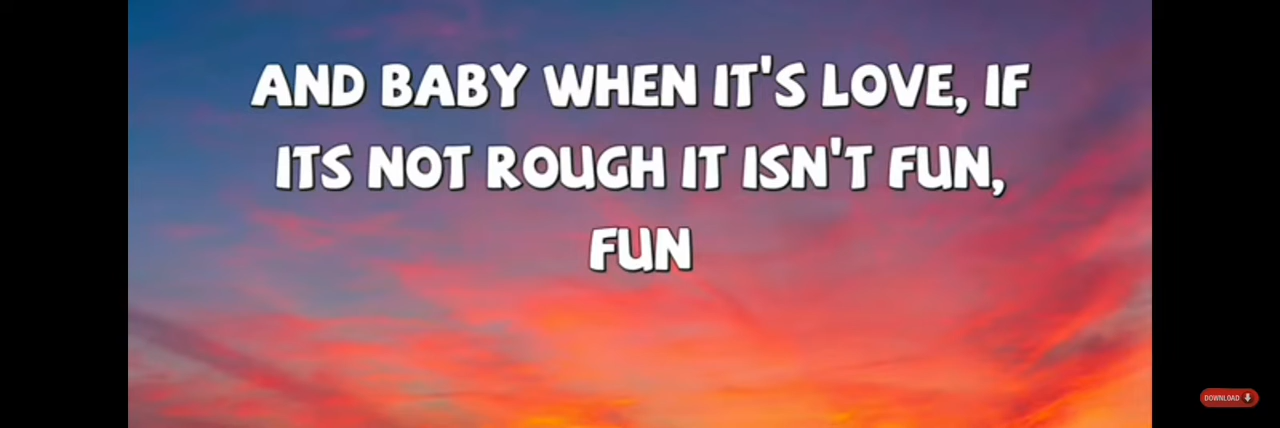 AND BABY WHEN IT'S LOVE, IF
ITS NOT ROUGH IT ISN'T FUN,
FUN
DOWNLOAD